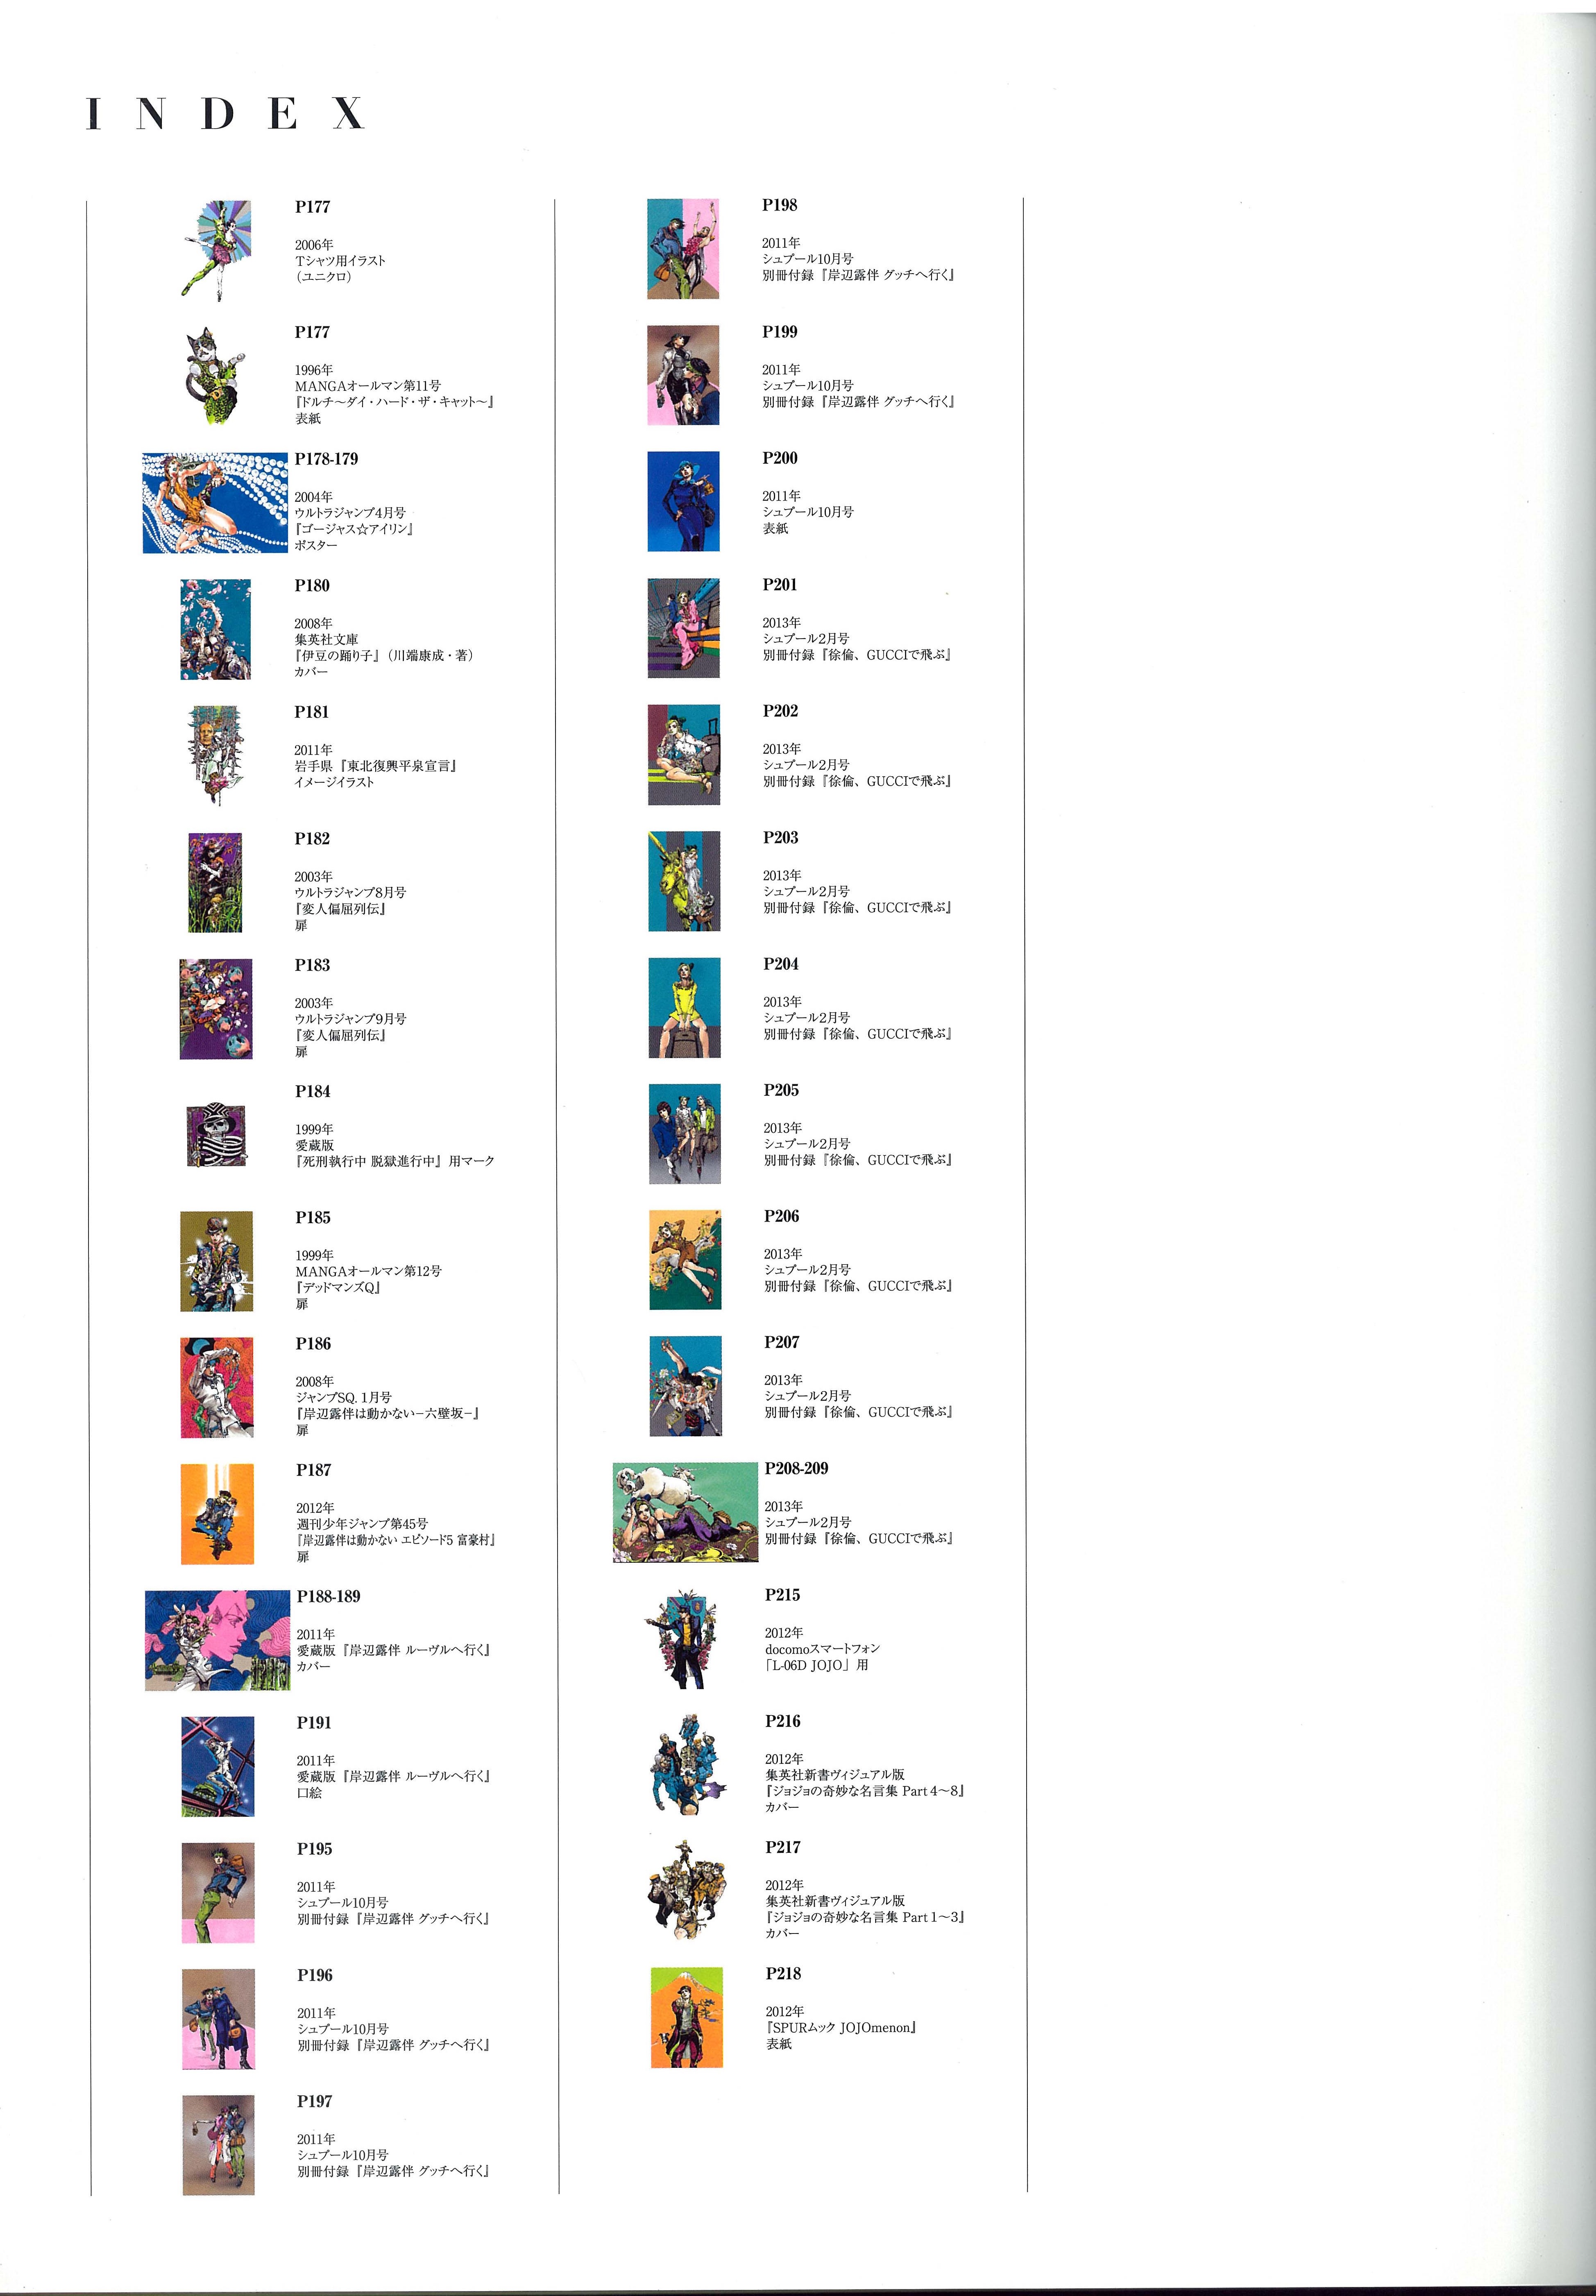 INDEX
P177
2006年
Tシャツ用イラスト
（ユニクロ）
P177
1996年
MANGAオールマン第11号
『ドルチ～ダイ・ハード・ザ・キャット～』
表紙
P178-179
2004年
ウルトラジャンプ4月号
『ゴージャス☆アイリン』
ポスター
P180
2008年
集英社文庫
『伊豆の踊り子』（川端康成・著）
カバー
P181
2011年
岩手県『東北復興平泉宣言』
イメージイラスト
P182
2003年
ウルトラジャンプ8月号
『変人偏屈列伝』
扉
P183
2003年
ウルトラジャンプ9月号
『変人偏屈列伝』
扉
P184
1999年
愛蔵版
『死刑執行中 脱獄進行中』用マーク
P185
1999年
MANGAオールマン第12号
『デッドマンズQ』
扉
P186
2008年
ジャンプSQ. 1月号
『岸辺露伴は動かない－六壁坂－』
扉
P187
2012年
週刊少年ジャンプ第45号
『岸辺露伴は動かない エピソード5 富豪村』
扉
P188-189
2011年
愛蔵版『岸辺露伴 ルーヴルへ行く』
カバー
P191
2011年
愛蔵版『岸辺露伴 ルーヴルへ行く』
口絵
P195
2011年
シュプール10月号
別冊付録『岸辺露伴 グッチへ行く』
P196
2011年
シュプール10月号
別冊付録『岸辺露伴 グッチへ行く』
P197
2011年
シュプール10月号
別冊付録『岸辺露伴 グッチへ行く』
P198
2011年
シュプール10月号
別冊付録『岸辺露伴 グッチへ行く』
P199
2011年
シュプール10月号
別冊付録『岸辺露伴 グッチへ行く』
P200
2011年
シュプール10月号
表紙
P201
2013年
シュプール2月号
別冊付録『徐倫、GUCCIで飛ぶ』
P202
2013年
シュプール2月号
別冊付録『徐倫、GUCCIで飛ぶ』
P203
2013年
シュプール2月号
別冊付録『徐倫、GUCCIで飛ぶ』
P204
2013年
シュプール2月号
別冊付録『徐倫、GUCCIで飛ぶ』
P205
2013年
シュプール2月号
別冊付録『徐倫、GUCCIで飛ぶ』
P206
2013年
シュプール2月号
別冊付録『徐倫、GUCCIで飛ぶ』
P207
2013年
シュプール2月号
別冊付録『徐倫、GUCCIで飛ぶ』
P208-209
2013年
シュプール2月号
別冊付録『徐倫、GUCCIで飛ぶ』
P215
2012年
docomoスマートフォン
「L-06D JOJO」用
P216
2012年
集英社新書ヴィジュアル版
『ジョジョの奇妙な名言集 Part 4～8』
カバー
P217
2012年
集英社新書ヴィジュアル版
『ジョジョの奇妙な名言集 Part 1～3』
カバー
P218
2012年
『SPURムック JOJOmenon』
表紙